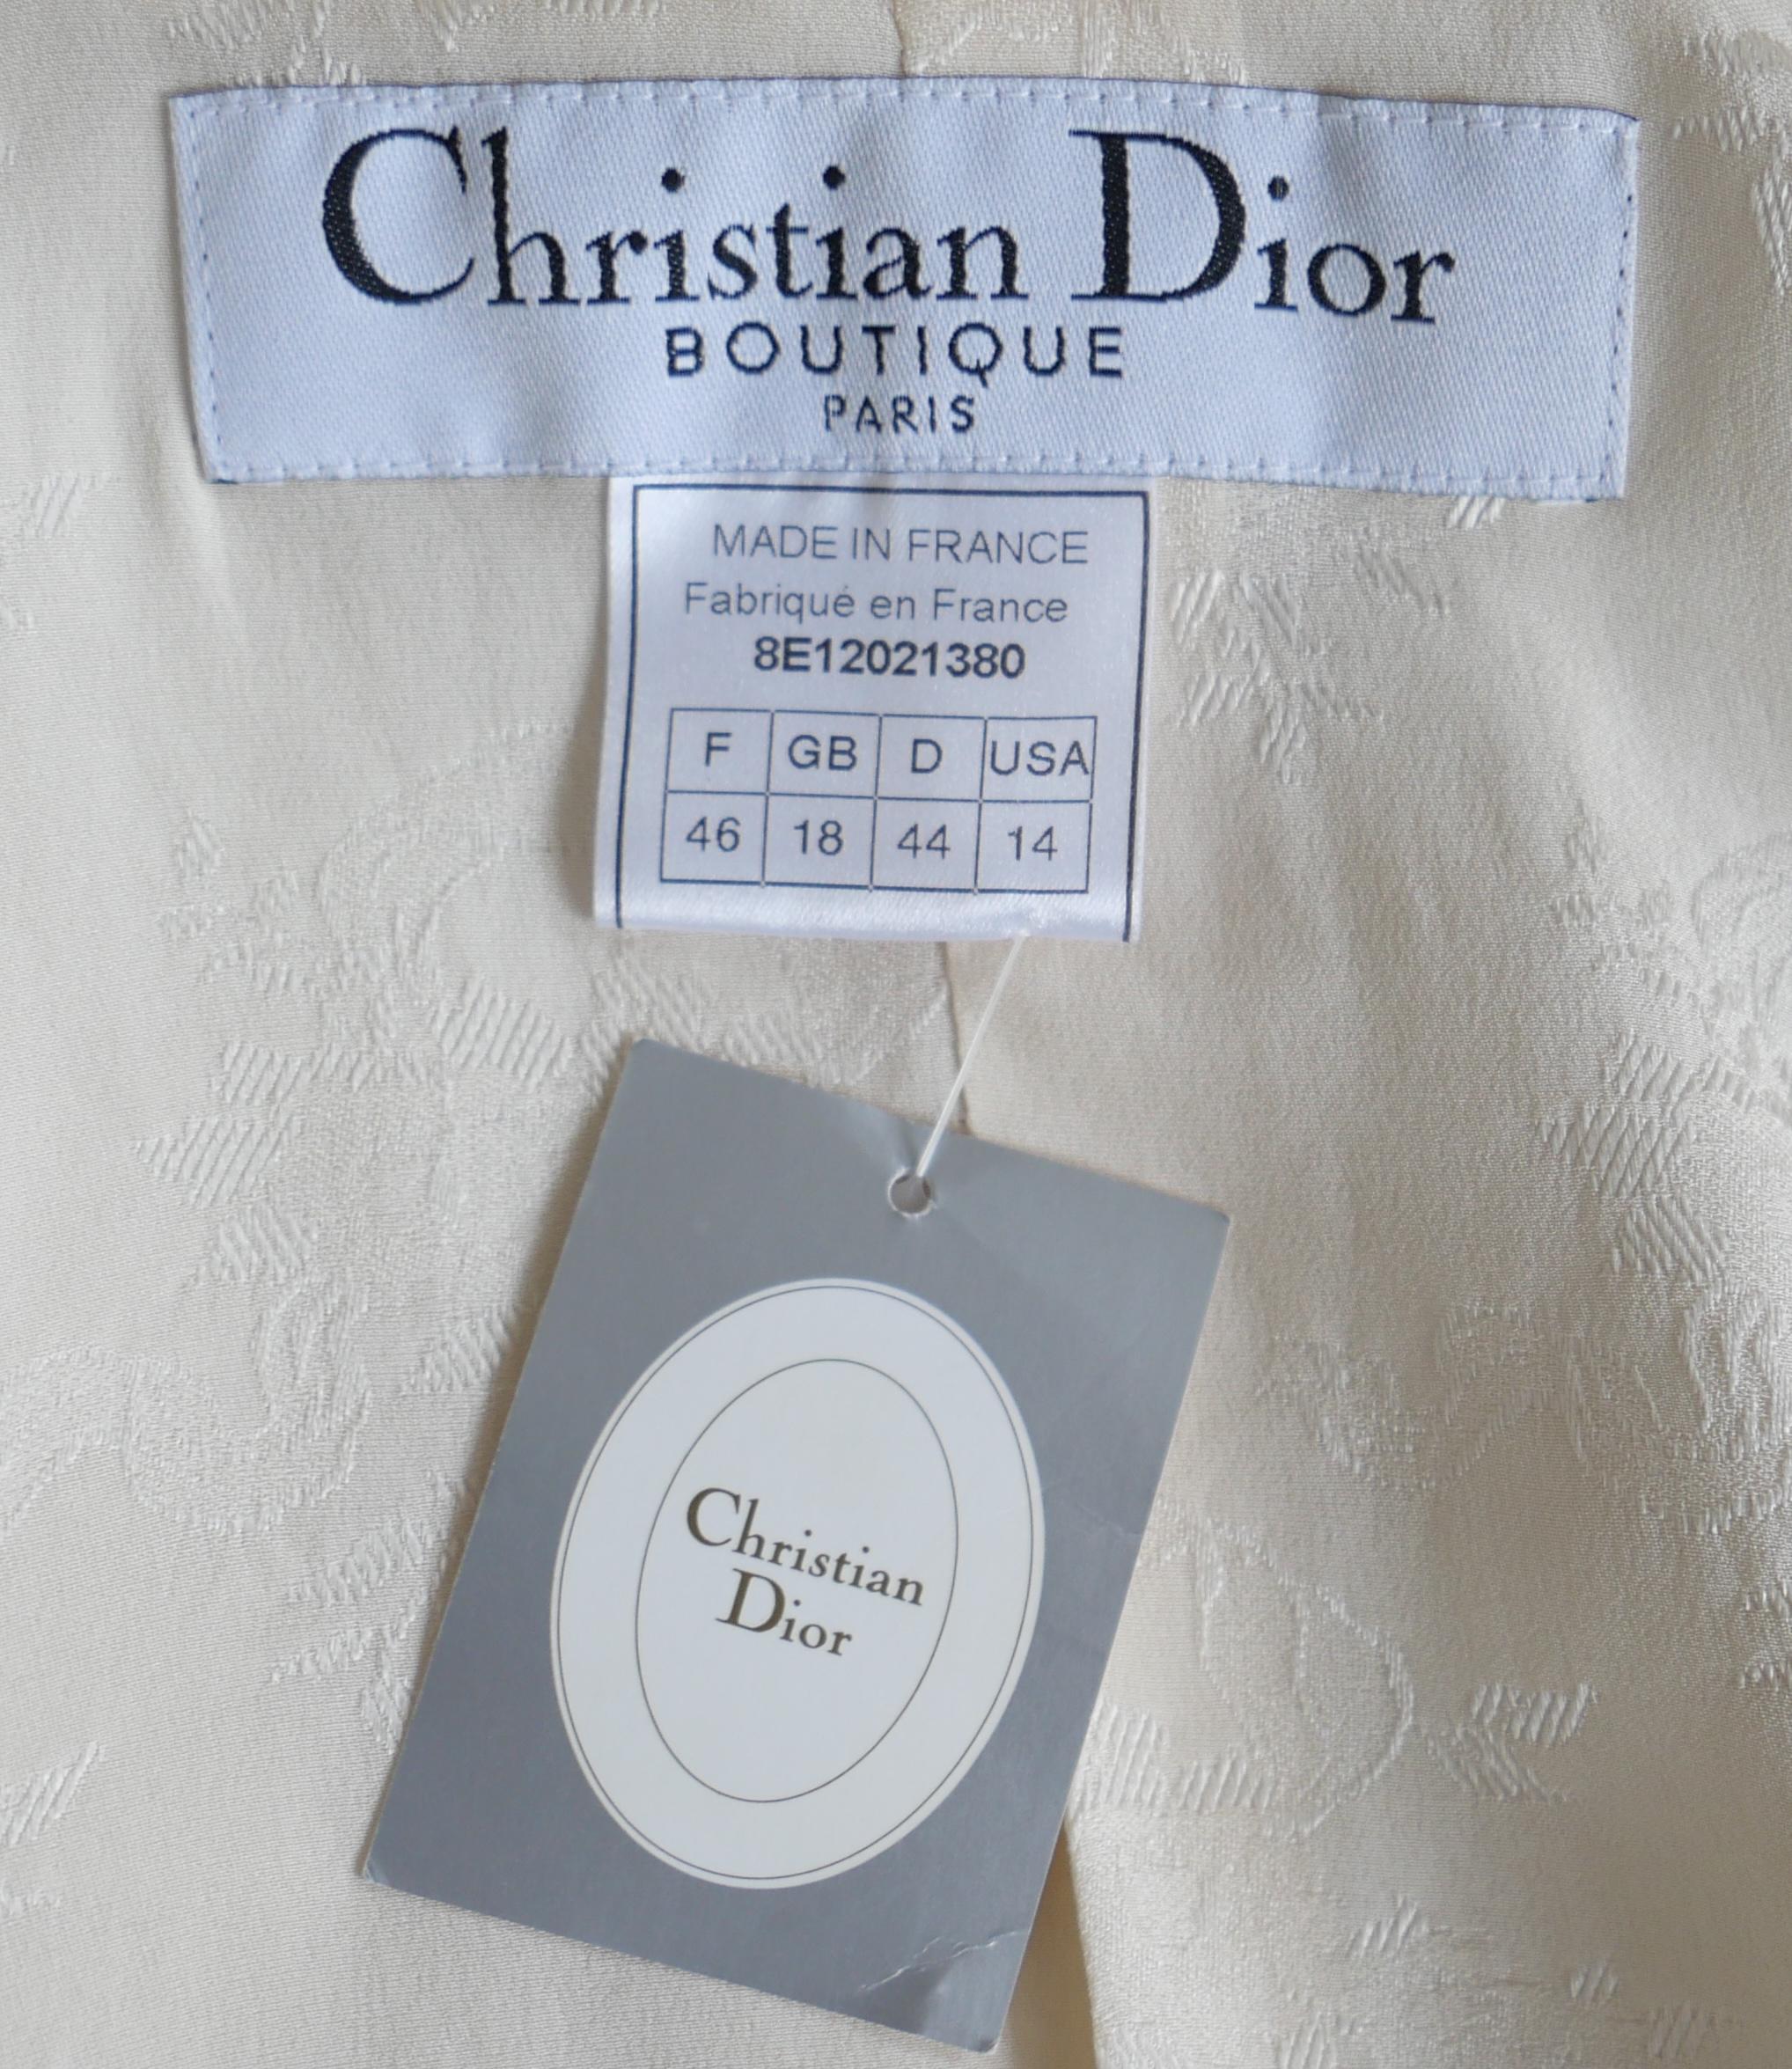 Christian Dior
BOUTIQUE
PARIS
MADE IN FRANCE
Fabriqué en France
8E12021380
F GB D USA
46 18 44 14
Christian
Dior